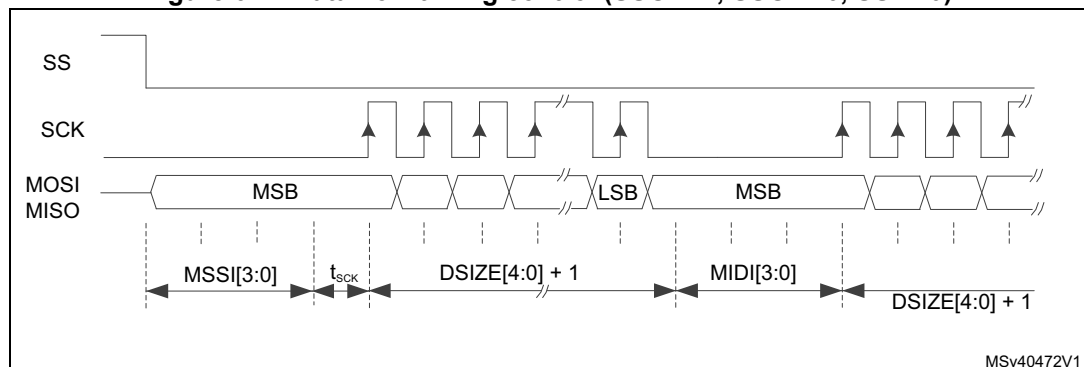 SS
SCK
MOSI
MISO
MSB
LSB
MSB
MSSI[3:0]
tSCK
DSIZE[4:0] + 1
MIDI[3:0]
DSIZE[4:0] + 1
MSv40472V1